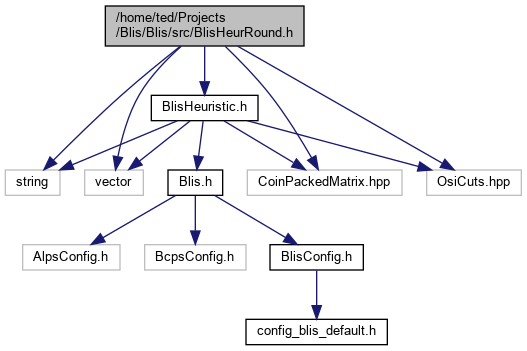 /home/ted/Projects
/Blis/Blis/src/BlisHeurRound.h
BlisHeuristic.h
string
vector
Blis.h
CoinPackedMatrix.hpp
OsiCuts.hpp
AlpsConfig.h
BcpsConfig.h
BlisConfig.h
config_blis_default.h